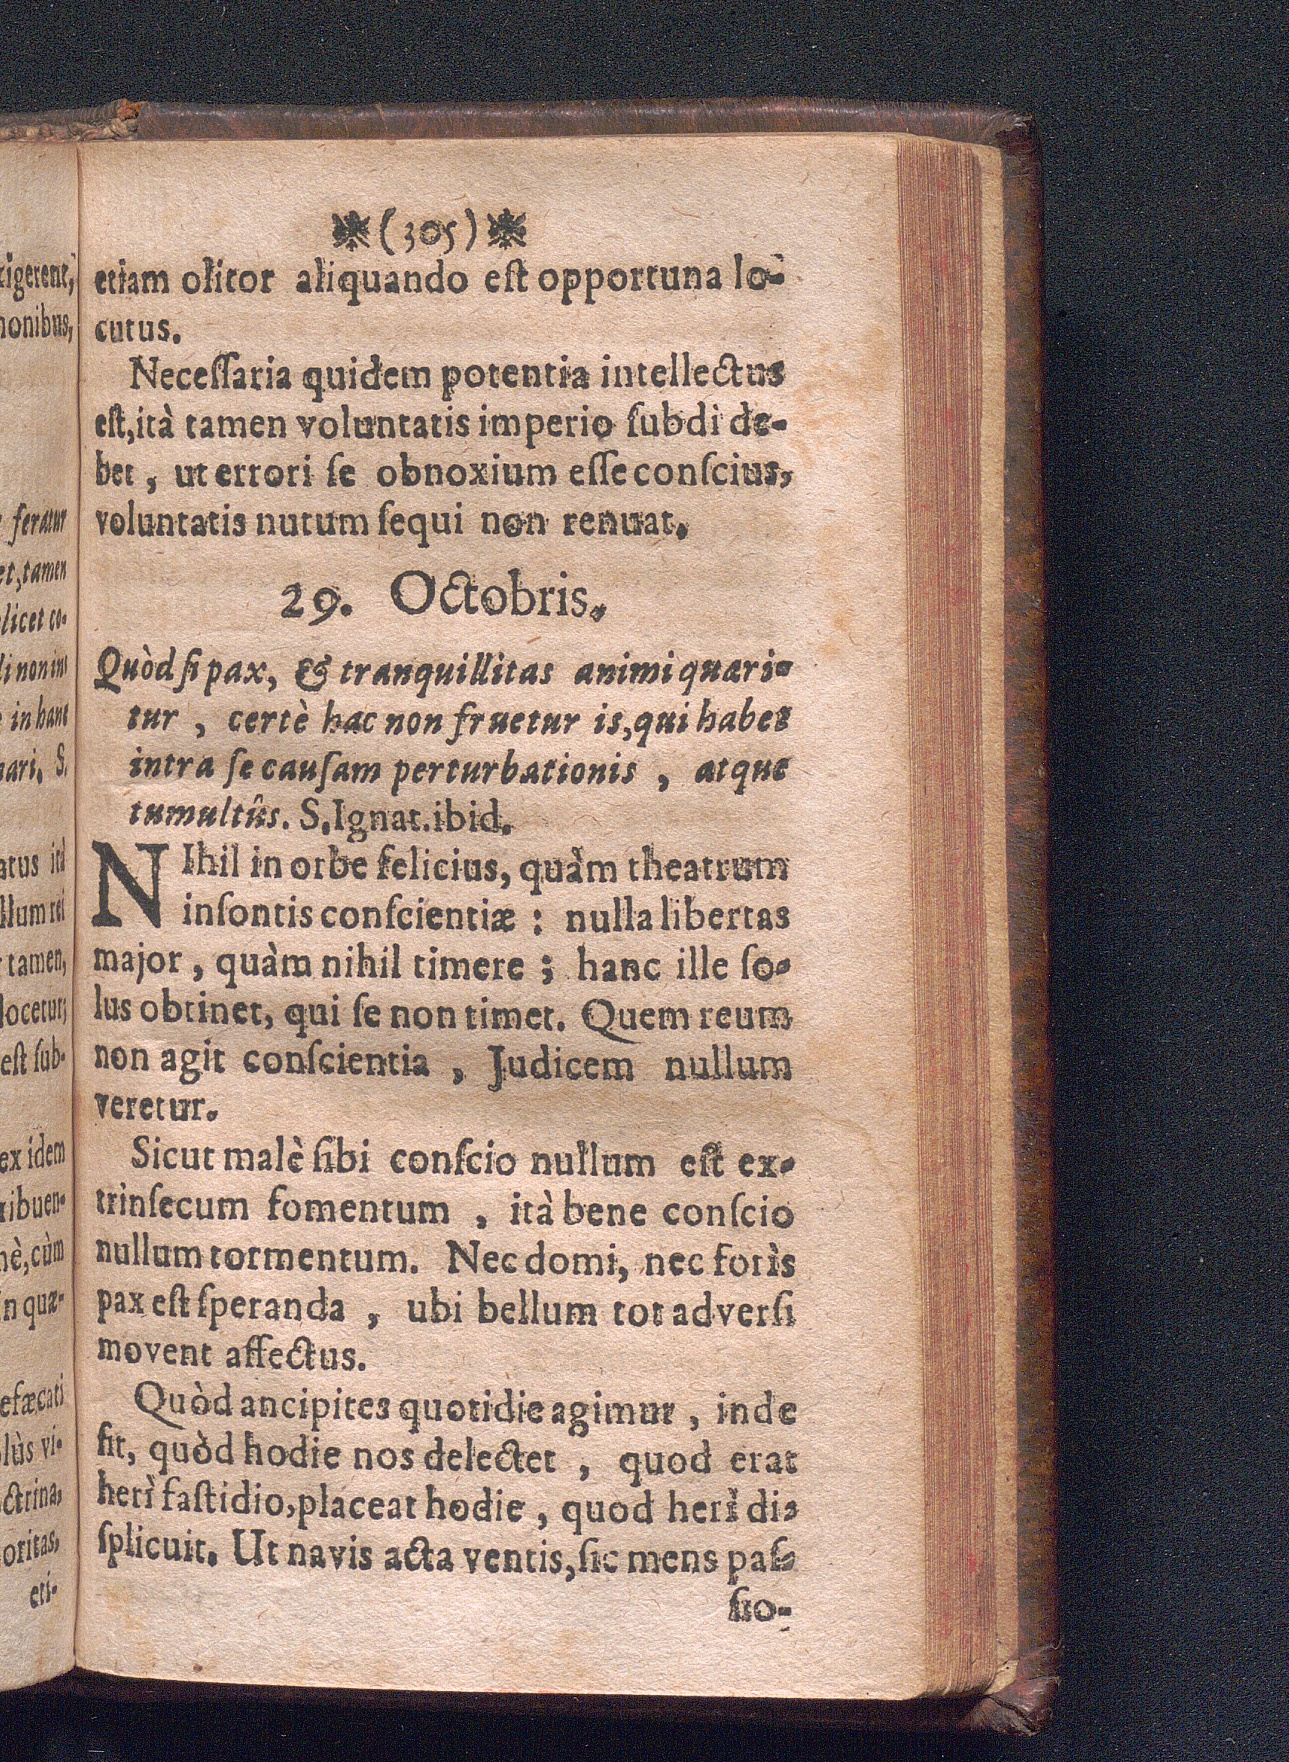 (305)
etiam olitor aliquando eſt opportuna lo-
cutus.
Neceſſaria quidem potentia intellectus
eſt, ità tamen voluntatis imperio ſubdi de-
bet, ut errori ſe obnoxium eſſe conſcius,
voluntatis nutum ſequi non renuat.
29. Octobris.
Quòd ſi pax, & tranquillitas animi quæri-
tur, certè hac non fruetur is, qui habet
intra ſe cauſam perturbationis, atque
tumultûs. S. Ignat. ibid.
NIhil in orbe felicius, quàm theatrum
inſontis conſcientiæ: nulla libertas
major, quàm nihil timere; hanc ille ſo-
lus obtinet, qui ſe non timet. Quem reum
non agit conſcientia, Judicem nullum
veretur.
Sicut malè ſibi conſcio nullum eſt ex-
trinſecum fomentum, ità bene conſcio
nullum tormentum. Nec domi, nec forìs
pax eſt ſperanda, ubi bellum tot adverſi
movent affectus.
Quòd ancipites quotidie agimur, inde
fit, quòd hodie nos delectet, quod erat
herì faſtidio, placeat hodie, quod herì di-
ſplicuit. Ut navis acta ventis, ſic mens paſ-
ſio-